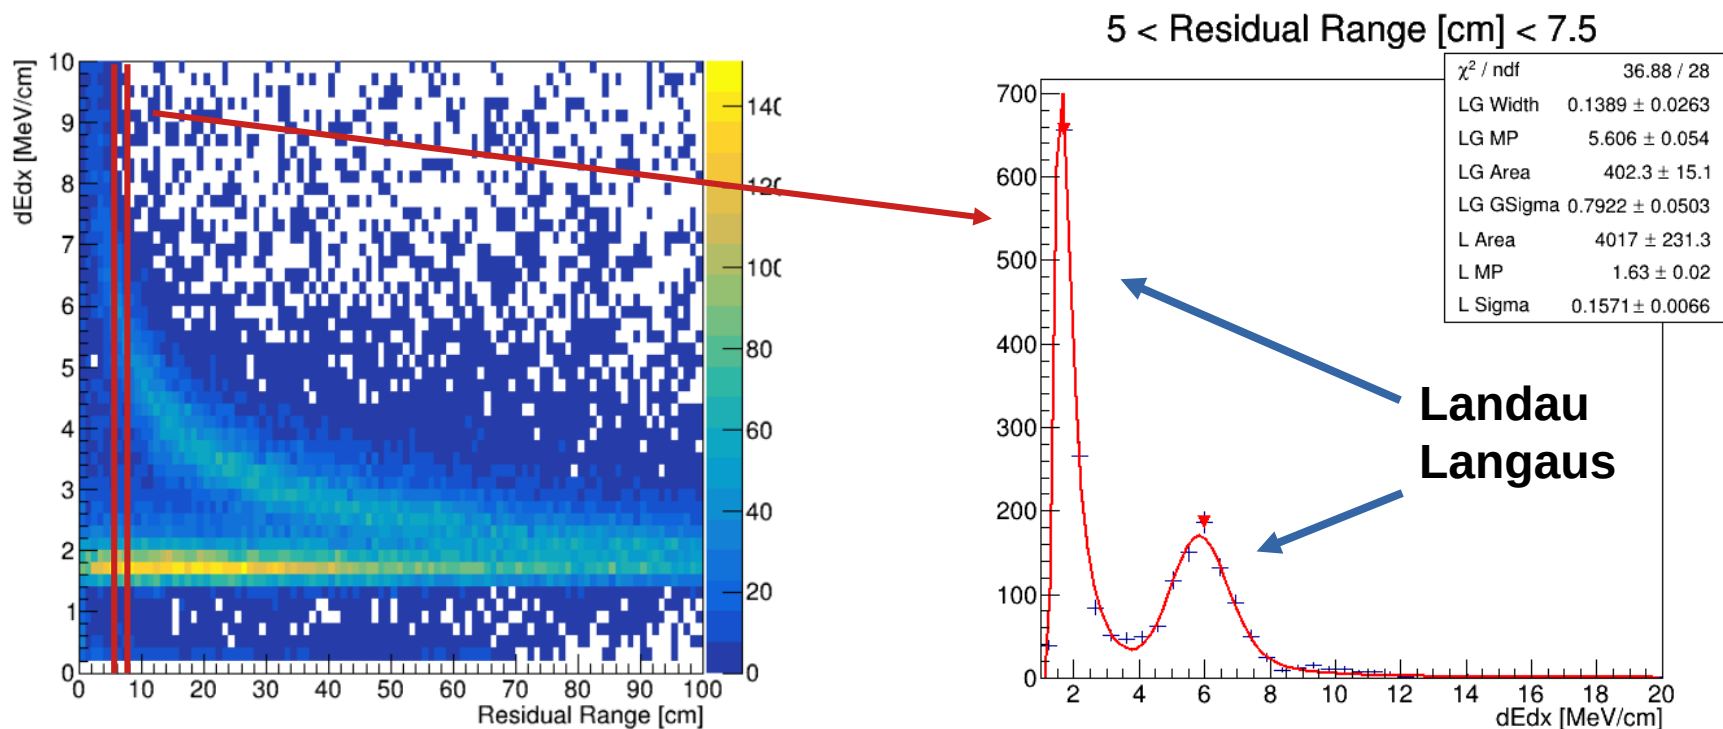 5 < Residual Range [cm] < 7.5
dEdx [MeV/cm]
10
9
8
7
6
5
4
3
2
1
0
0 10 20 30 40 50 60 70 80 90 100
Residual Range [cm]
80
60
40
20
0
χ² / ndf 36.88 / 28
LG Width 0.1389 ± 0.0263
LG MP 5.606 ± 0.054
LG Area 402.3 ± 15.1
LG GSigma 0.7922 ± 0.0503
L Area 4017 ± 231.3
L MP 1.63 ± 0.02
L Sigma 0.1571 ± 0.0066
700
600
500
400
300
200
100
0
2 4 6 8 10 12 14 16 18 20
dEdx [MeV/cm]
Landau
Langaus